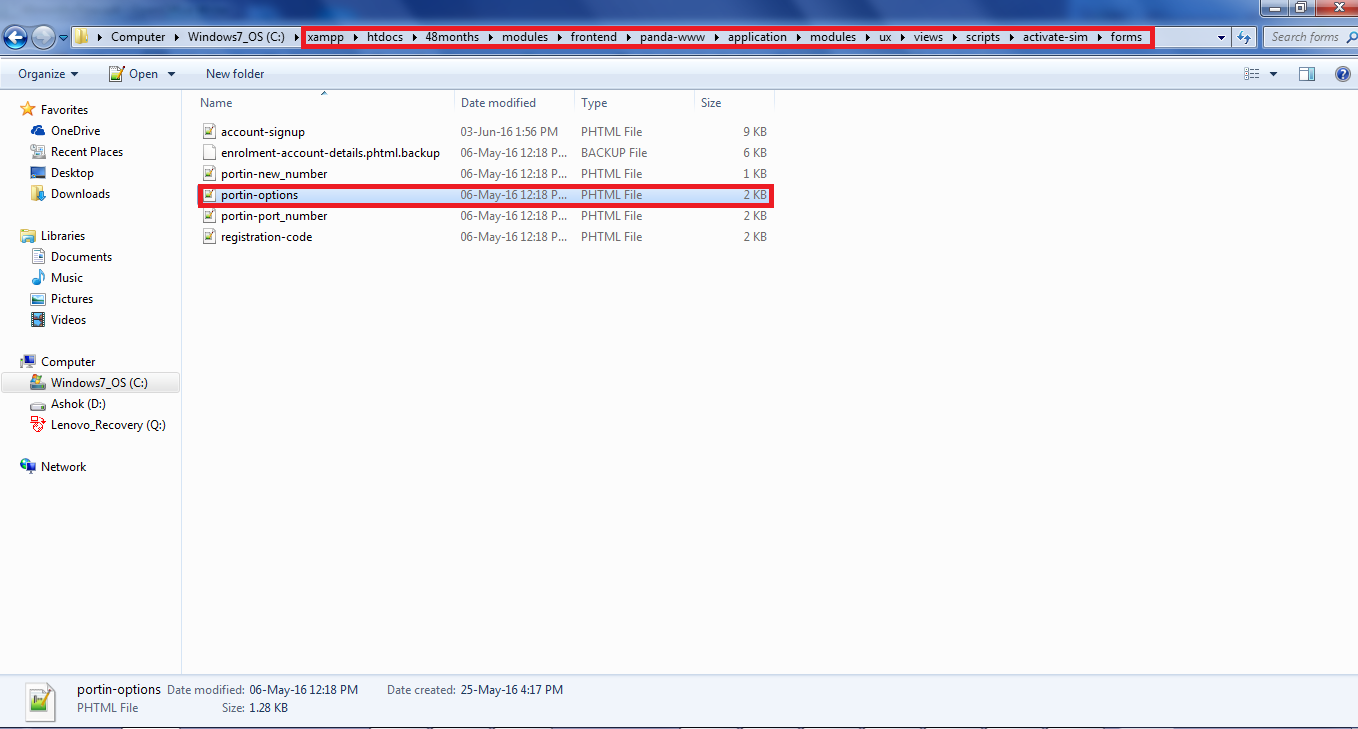 Computer Windows7_OS (C:) xampp htdocs 48months modules frontend panda-www application modules ux views scripts activate-sim forms Search forms
Organize Open New folder
Favorites
OneDrive
Recent Places
Desktop
Downloads
Libraries
Documents
Music
Pictures
Videos
Computer
Windows7_OS (C:)
Ashok (D:)
Lenovo_Recovery (Q:)
Network
Name Date modified Type Size
account-signup 03-Jun-16 1:56 PM PHTML File 9 KB
enrolment-account-details.phtml.backup 06-May-16 12:18 P... BACKUP File 6 KB
portin-new_number 06-May-16 12:18 P... PHTML File 1 KB
portin-options 06-May-16 12:18 P... PHTML File 2 KB
portin-port_number 06-May-16 12:18 P... PHTML File 2 KB
registration-code 06-May-16 12:18 P... PHTML File 2 KB
portin-options Date modified: 06-May-16 12:18 PM Date created: 25-May-16 4:17 PM
PHTML File Size: 1.28 KB